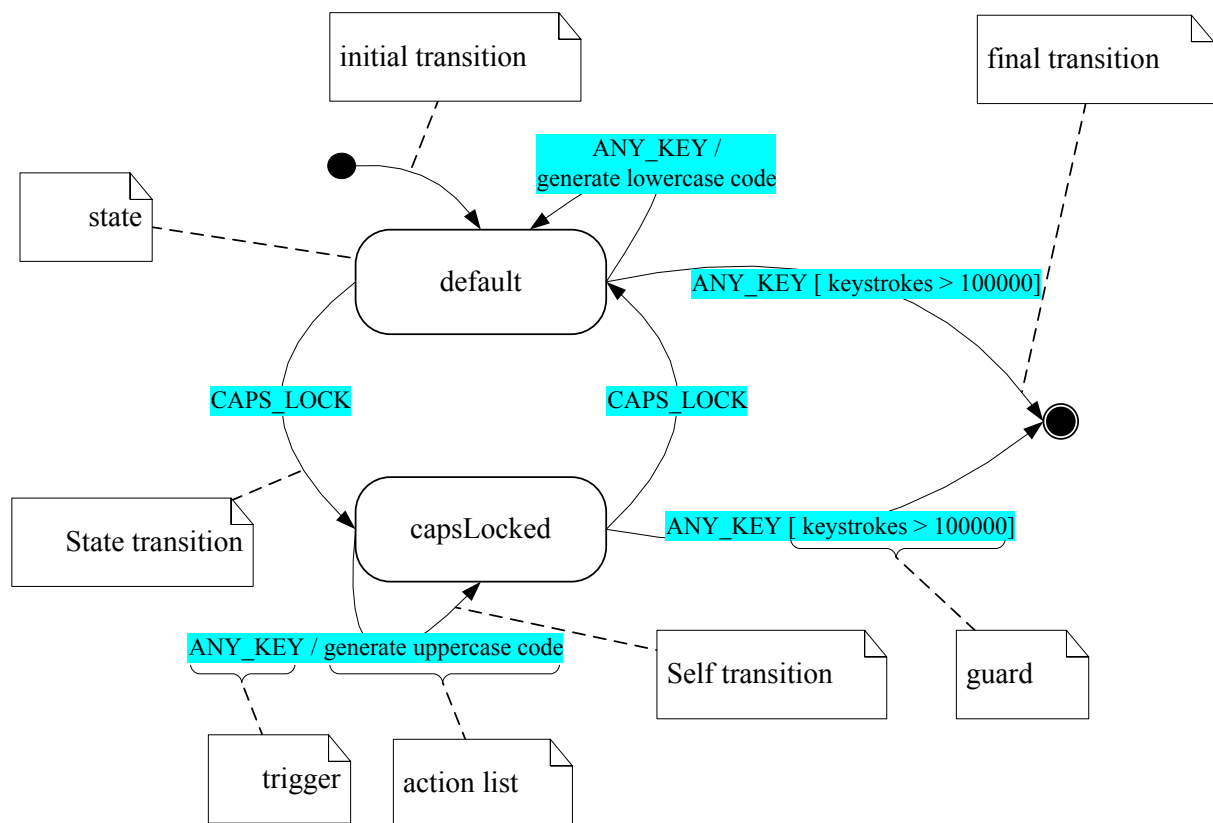 initial transition
final transition
ANY_KEY /
generate lowercase code
state
default
ANY_KEY [ keystrokes > 100000]
CAPS_LOCK
CAPS_LOCK
capsLocked
ANY_KEY [ keystrokes > 100000]
State transition
ANY_KEY / generate uppercase code
Self transition
guard
trigger
action list